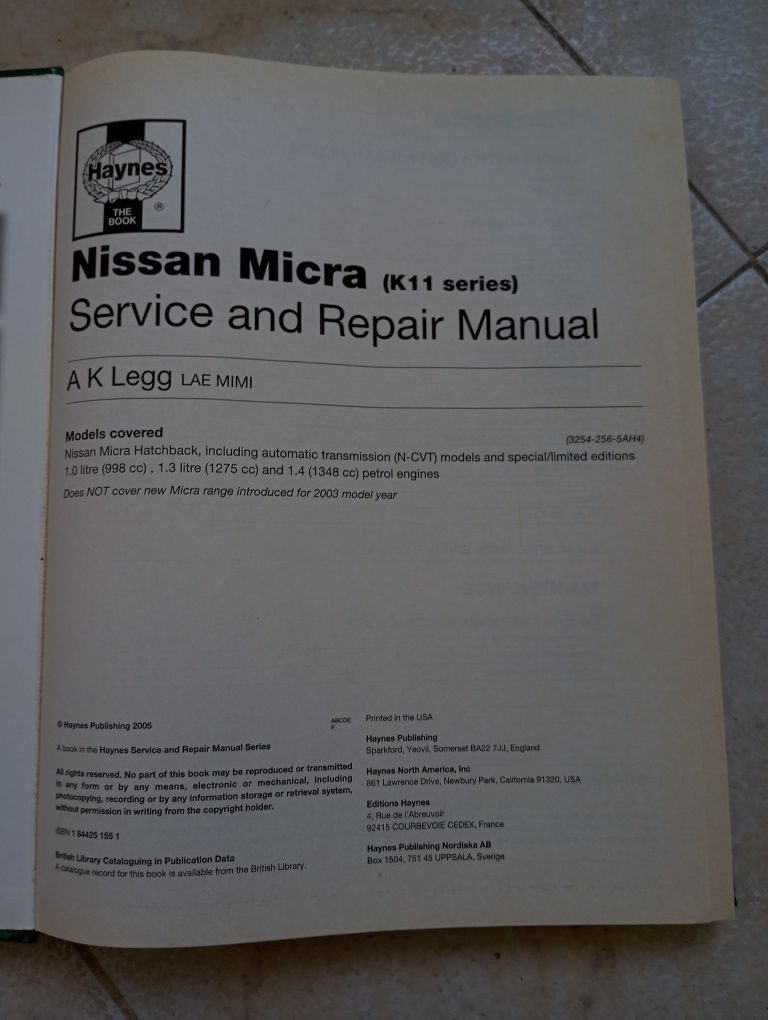 Haynes
THE
BOOK
®
Nissan Micra (K11 series)
Service and Repair Manual
A K Legg LAE MIMI
Models covered
(3254-256-5AH4)
Nissan Micra Hatchback, including automatic transmission (N-CVT) models and special/limited editions
1.0 litre (998 cc) , 1.3 litre (1275 cc) and 1.4 (1348 cc) petrol engines
Does NOT cover new Micra range introduced for 2003 model year
© Haynes Publishing 2005
ABCDE
F
A book in the Haynes Service and Repair Manual Series
All rights reserved. No part of this book may be reproduced or transmitted
in any form or by any means, electronic or mechanical, including
photocopying, recording or by any information storage or retrieval system,
without permission in writing from the copyright holder.
ISBN 1 84425 155 1
British Library Cataloguing in Publication Data
A catalogue record for this book is available from the British Library.
Printed in the USA
Haynes Publishing
Sparkford, Yeovil, Somerset BA22 7JJ, England
Haynes North America, Inc
861 Lawrence Drive, Newbury Park, California 91320, USA
Editions Haynes
4, Rue de l'Abreuvoir
92415 COURBEVOIE CEDEX, France
Haynes Publishing Nordiska AB
Box 1504, 751 45 UPPSALA, Sverige